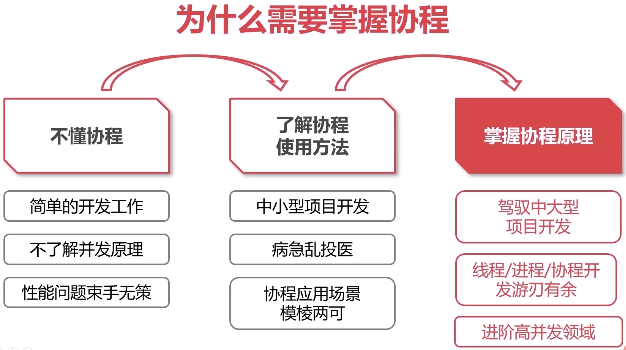 为什么需要掌握协程
不懂协程
了解协程
使用方法
掌握协程原理
简单的开发工作
不了解并发原理
性能问题束手无策
中小型项目开发
病急乱投医
协程应用场景
模棱两可
驾驭中大型
项目开发
线程/进程/协程开
发游刃有余
进阶高并发领域